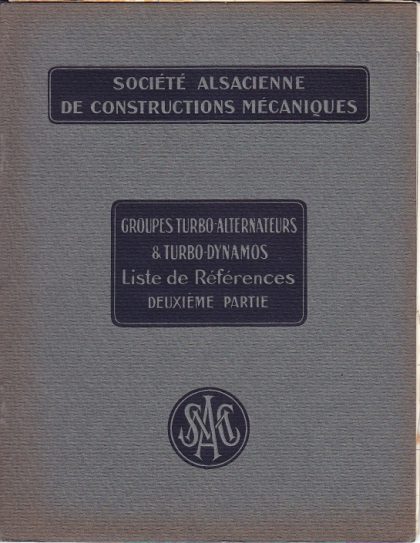 SOCIÉTÉ ALSACIENNE
DE CONSTRUCTIONS MÉCANIQUES
GROUPES TURBO-ALTERNATEURS
& TURBO-DYNAMOS
Liste de Références
DEUXIÈME PARTIE
SACM